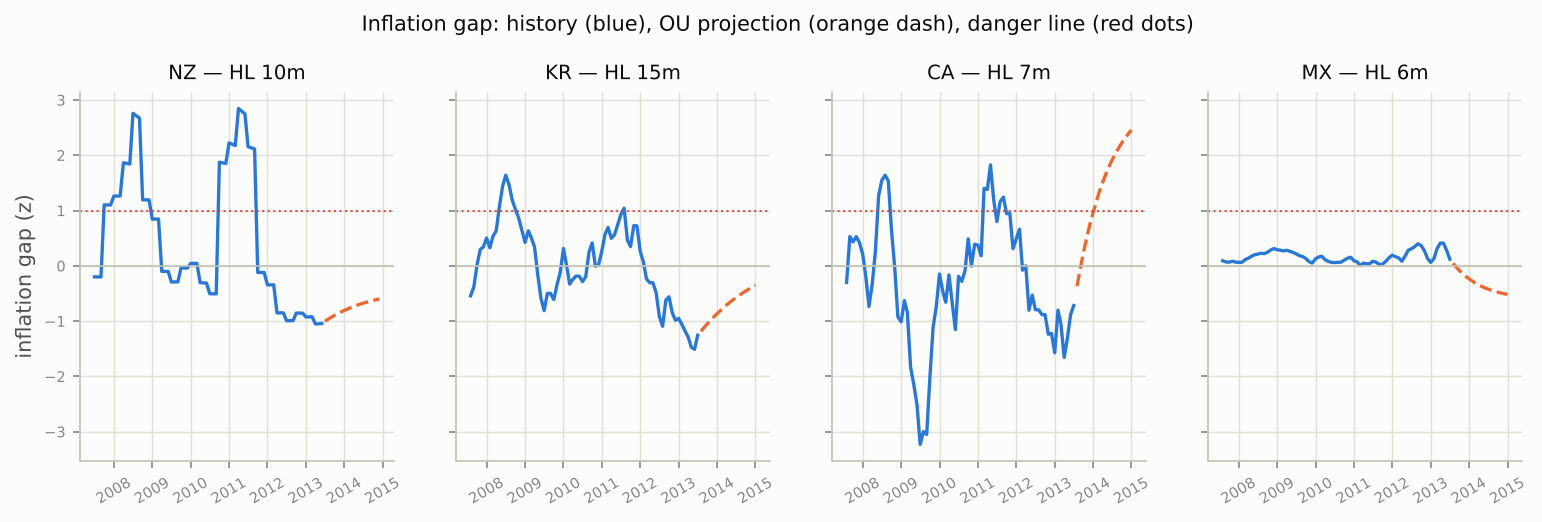 Inflation gap: history (blue), OU projection (orange dash), danger line (red dots)
NZ — HL 10m
KR — HL 15m
CA — HL 7m
MX — HL 6m
inflation gap (z)
3
2
1
0
−1
−2
−3
2008 2009 2010 2011 2012 2013 2014 2015
2008 2009 2010 2011 2012 2013 2014 2015
2008 2009 2010 2011 2012 2013 2014 2015
2008 2009 2010 2011 2012 2013 2014 2015